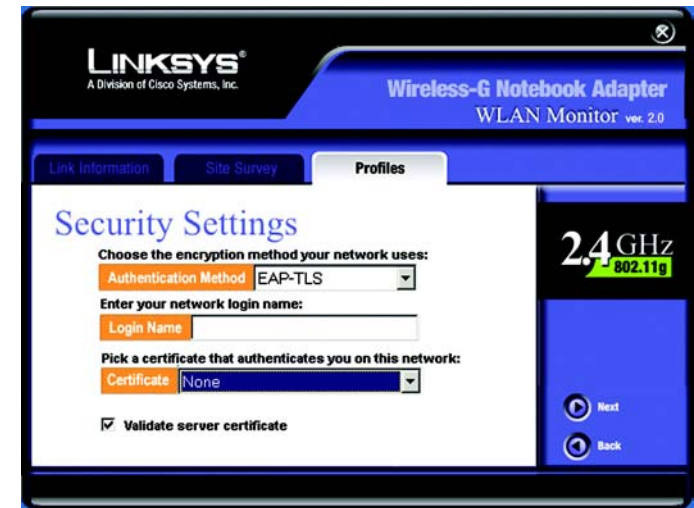 LINKSYS®
A Division of Cisco Systems, Inc.
Wireless-G Notebook Adapter
WLAN Monitor ver. 2.0
Link Information Site Survey Profiles
Security Settings
Choose the encryption method your network uses:
Authentication Method EAP-TLS
Enter your network login name:
Login Name
Pick a certificate that authenticates you on this network:
Certificate None
Validate server certificate
2.4 GHz
802.11g
Next
Back